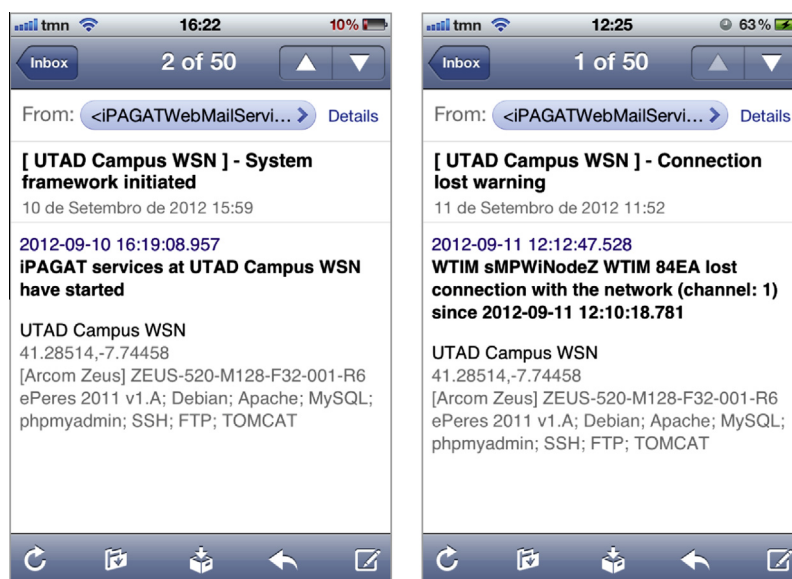 tmn 16:22 10%
Inbox 2 of 50
From: <iPAGATWebMailServi... Details
[ UTAD Campus WSN ] - System
framework initiated
10 de Setembro de 2012 15:59
2012-09-10 16:19:08.957
iPAGAT services at UTAD Campus WSN
have started
UTAD Campus WSN
41.28514,-7.74458
[Arcom Zeus] ZEUS-520-M128-F32-001-R6
ePeres 2011 v1.A; Debian; Apache; MySQL;
phpmyadmin; SSH; FTP; TOMCAT
tmn 12:25 63%
Inbox 1 of 50
From: <iPAGATWebMailServi... Details
[ UTAD Campus WSN ] - Connection
lost warning
11 de Setembro de 2012 11:52
2012-09-11 12:12:47.528
WTIM sMPWiNodeZ WTIM 84EA lost
connection with the network (channel: 1)
since 2012-09-11 12:10:18.781
UTAD Campus WSN
41.28514,-7.74458
[Arcom Zeus] ZEUS-520-M128-F32-001-R6
ePeres 2011 v1.A; Debian; Apache; MySQL;
phpmyadmin; SSH; FTP; TOMCAT